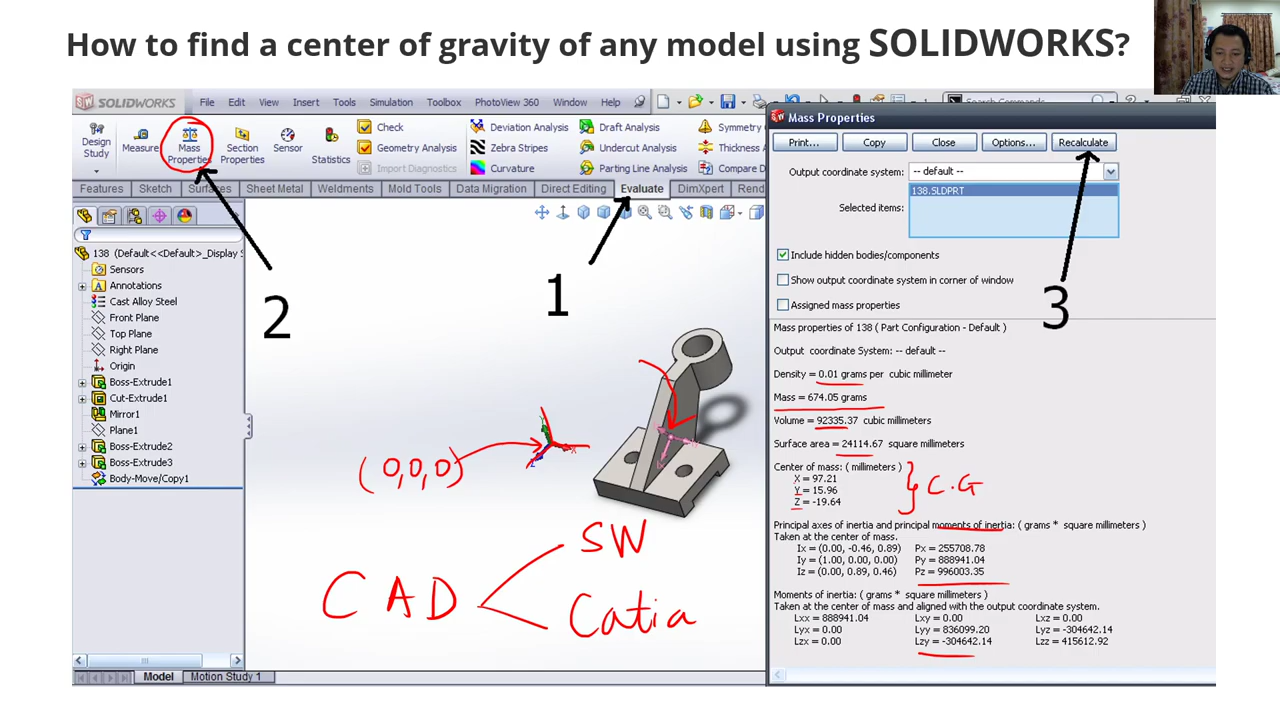 How to find a center of gravity of any model using SOLIDWORKS?
SOLIDWORKS File Edit View Insert Tools Simulation Toolbox PhotoView 360 Window Help Search Commands
Design Study
Measure
Mass Properties
Section Properties
Sensor
Statistics
Check
Geometry Analysis
Import Diagnostics
Deviation Analysis
Zebra Stripes
Curvature
Draft Analysis
Undercut Analysis
Parting Line Analysis
Symmetry
Thickness A
Compare D
Features Sketch Surfaces Sheet Metal Weldments Mold Tools Data Migration Direct Editing Evaluate DimXpert Rend
138 (Default<<Default>_Display S
Sensors
Annotations
Cast Alloy Steel
Front Plane
Top Plane
Right Plane
Origin
Boss-Extrude1
Cut-Extrude1
Mirror1
Plane1
Boss-Extrude2
Boss-Extrude3
Body-Move/Copy1
2
1
3
(0,0,0)
CAD
SW
Catia
Model Motion Study 1
Mass Properties
Print... Copy Close Options... Recalculate
Output coordinate system: -- default --
138.SLDPRT
Selected items:
Include hidden bodies/components
Show output coordinate system in corner of window
Assigned mass properties
Mass properties of 138 ( Part Configuration - Default )
Output coordinate System: -- default --
Density = 0.01 grams per cubic millimeter
Mass = 674.05 grams
Volume = 92335.37 cubic millimeters
Surface area = 24114.67 square millimeters
Center of mass: ( millimeters )
X = 97.21
Y = 15.96
Z = -19.64
C.G
Principal axes of inertia and principal moments of inertia: ( grams * square millimeters )
Taken at the center of mass.
Ix = (0.00, -0.46, 0.89) Px = 255708.78
Iy = (1.00, 0.00, 0.00) Py = 888941.04
Iz = (0.00, 0.89, 0.46) Pz = 996003.35
Moments of inertia: ( grams * square millimeters )
Taken at the center of mass and aligned with the output coordinate system.
Lxx = 888941.04 Lxy = 0.00 Lxz = 0.00
Lyx = 0.00 Lyy = 836099.20 Lyz = -304642.14
Lzx = 0.00 Lzy = -304642.14 Lzz = 415612.92